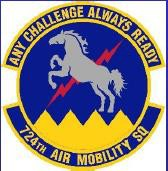 ANY CHALLENGE ALWAYS READY
724TH AIR MOBILITY SQ